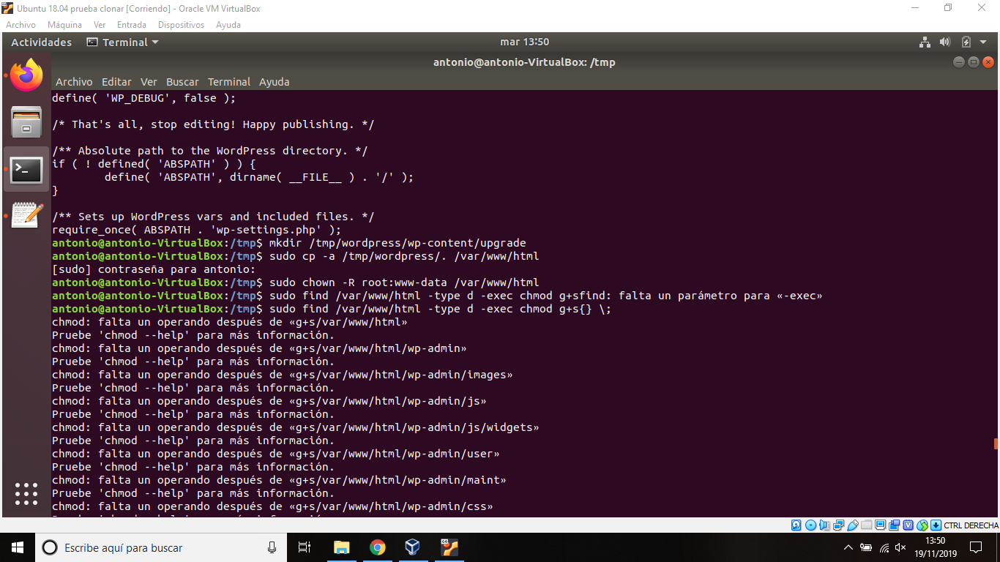 Ubuntu 18.04 prueba clonar [Corriendo] - Oracle VM VirtualBox
Archivo Máquina Ver Entrada Dispositivos Ayuda
Actividades Terminal mar 13:50
antonio@antonio-VirtualBox: /tmp
Archivo Editar Ver Buscar Terminal Ayuda
define( 'WP_DEBUG', false );
/* That's all, stop editing! Happy publishing. */
/** Absolute path to the WordPress directory. */
if ( ! defined( 'ABSPATH' ) ) {
define( 'ABSPATH', dirname( __FILE__ ) . '/' );
}
/** Sets up WordPress vars and included files. */
require_once( ABSPATH . 'wp-settings.php' );
antonio@antonio-VirtualBox:/tmp$ mkdir /tmp/wordpress/wp-content/upgrade
antonio@antonio-VirtualBox:/tmp$ sudo cp -a /tmp/wordpress/. /var/www/html
[sudo] contraseña para antonio:
antonio@antonio-VirtualBox:/tmp$ sudo chown -R root:www-data /var/www/html
antonio@antonio-VirtualBox:/tmp$ sudo find /var/www/html -type d -exec chmod g+sfind: falta un parámetro para «-exec»
antonio@antonio-VirtualBox:/tmp$ sudo find /var/www/html -type d -exec chmod g+s{} \;
chmod: falta un operando después de «g+s/var/www/html»
Pruebe 'chmod --help' para más información.
chmod: falta un operando después de «g+s/var/www/html/wp-admin»
Pruebe 'chmod --help' para más información.
chmod: falta un operando después de «g+s/var/www/html/wp-admin/images»
Pruebe 'chmod --help' para más información.
chmod: falta un operando después de «g+s/var/www/html/wp-admin/js»
Pruebe 'chmod --help' para más información.
chmod: falta un operando después de «g+s/var/www/html/wp-admin/js/widgets»
Pruebe 'chmod --help' para más información.
chmod: falta un operando después de «g+s/var/www/html/wp-admin/user»
Pruebe 'chmod --help' para más información.
chmod: falta un operando después de «g+s/var/www/html/wp-admin/maint»
Pruebe 'chmod --help' para más información.
chmod: falta un operando después de «g+s/var/www/html/wp-admin/css»
CTRL DERECHA
Escribe aquí para buscar
13:50
19/11/2019